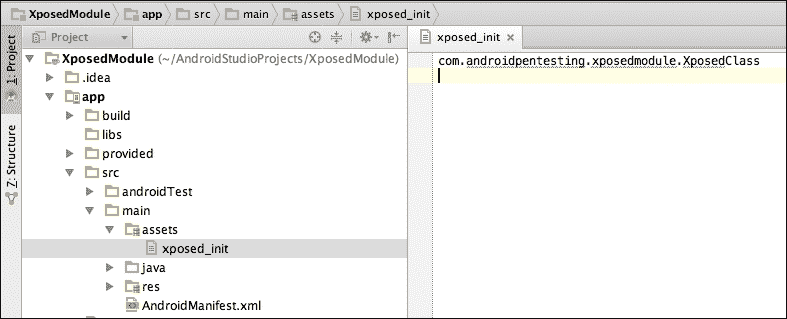 XposedModule app src main assets xposed_init
1: Project
Z: Structure
Project
XposedModule (~/AndroidStudioProjects/XposedModule)
.idea
app
build
libs
provided
src
androidTest
main
assets
xposed_init
java
res
AndroidManifest.xml
xposed_init
com.androidpentesting.xposedmodule.XposedClass